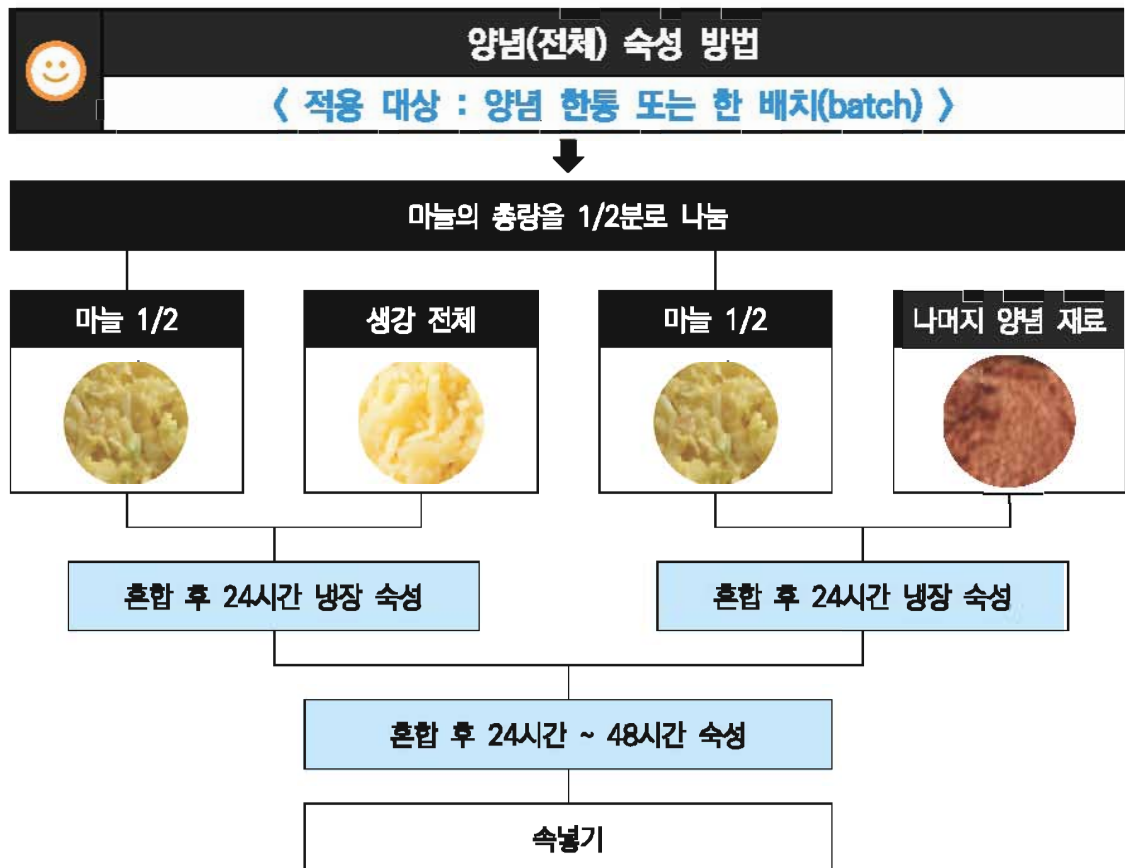 양념(전체) 숙성 방법
< 적용 대상 : 양념 한통 또는 한 배치(batch) >
마늘의 총량올 1/2분로 나눔
마늘 1/2
생강 전체
마늘 1/2
나머지 양념 재료
혼합 후 24시간 냉장 숙성
혼합 후 24시간 냉장 숙성
혼합 후 24시간 ~ 48시간 숙성
속넣기